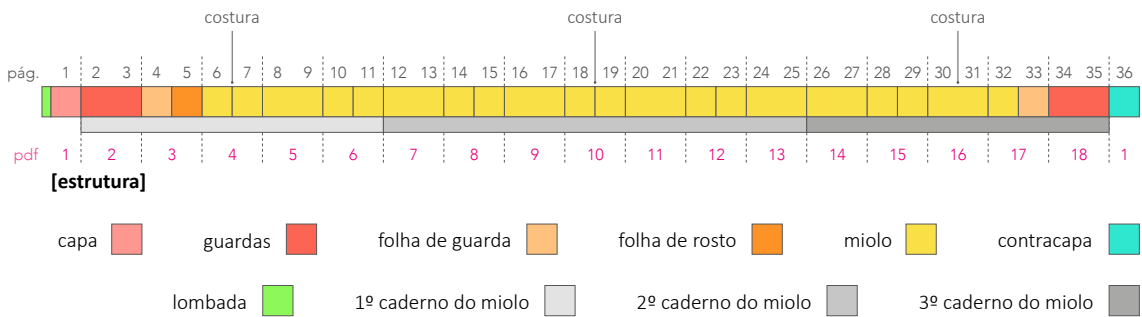 costura costura costura
pág. 1 2 3 4 5 6 7 8 9 10 11 12 13 14 15 16 17 18 19 20 21 22 23 24 25 26 27 28 29 30 31 32 33 34 35 36
pdf 1 2 3 4 5 6 7 8 9 10 11 12 13 14 15 16 17 18 1
[estrutura]
capa guardas folha de guarda folha de rosto miolo contracapa
lombada 1º caderno do miolo 2º caderno do miolo 3º caderno do miolo